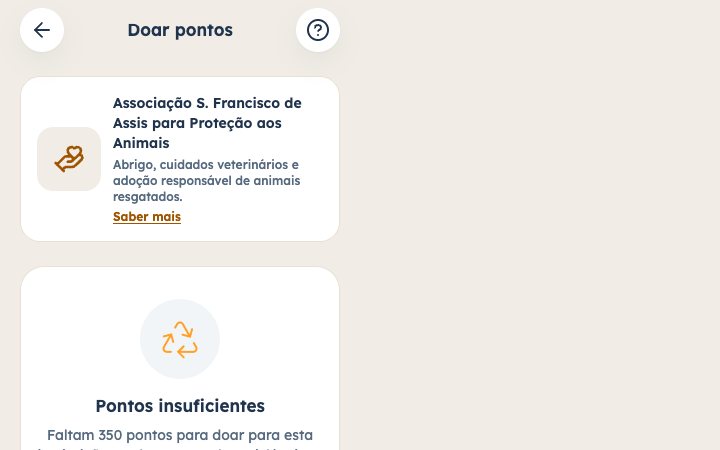 Doar pontos
Associação S. Francisco de
Assis para Proteção aos
Animais
Abrigo, cuidados veterinários e
adoção responsável de animais
resgatados.
Saber mais
Pontos insuficientes
Faltam 350 pontos para doar para esta